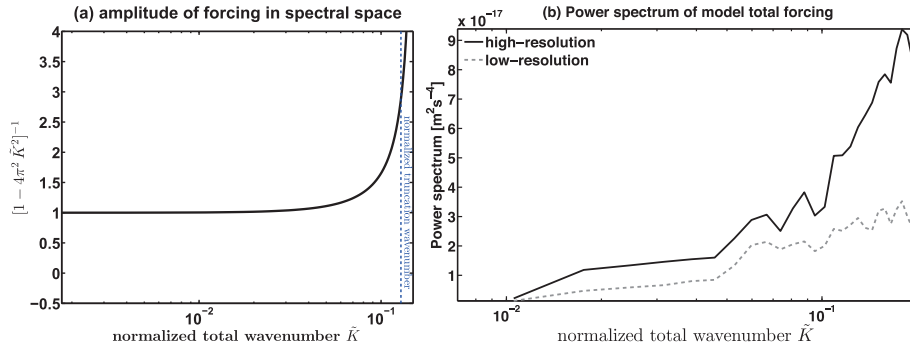 (a) amplitude of forcing in spectral space
4
3.5
3
2.5
2
1.5
1
0.5
0
−0.5
[1 − 4π² K̃²]⁻¹
normalized truncation wavenumber
10⁻²
10⁻¹
normalized total wavenumber K̃
(b) Power spectrum of model total forcing
x 10⁻¹⁷
high−resolution
low−resolution
9
8
7
6
5
4
3
2
1
Power spectrum [m²s⁻⁴]
10⁻²
10⁻¹
normalized total wavenumber K̃